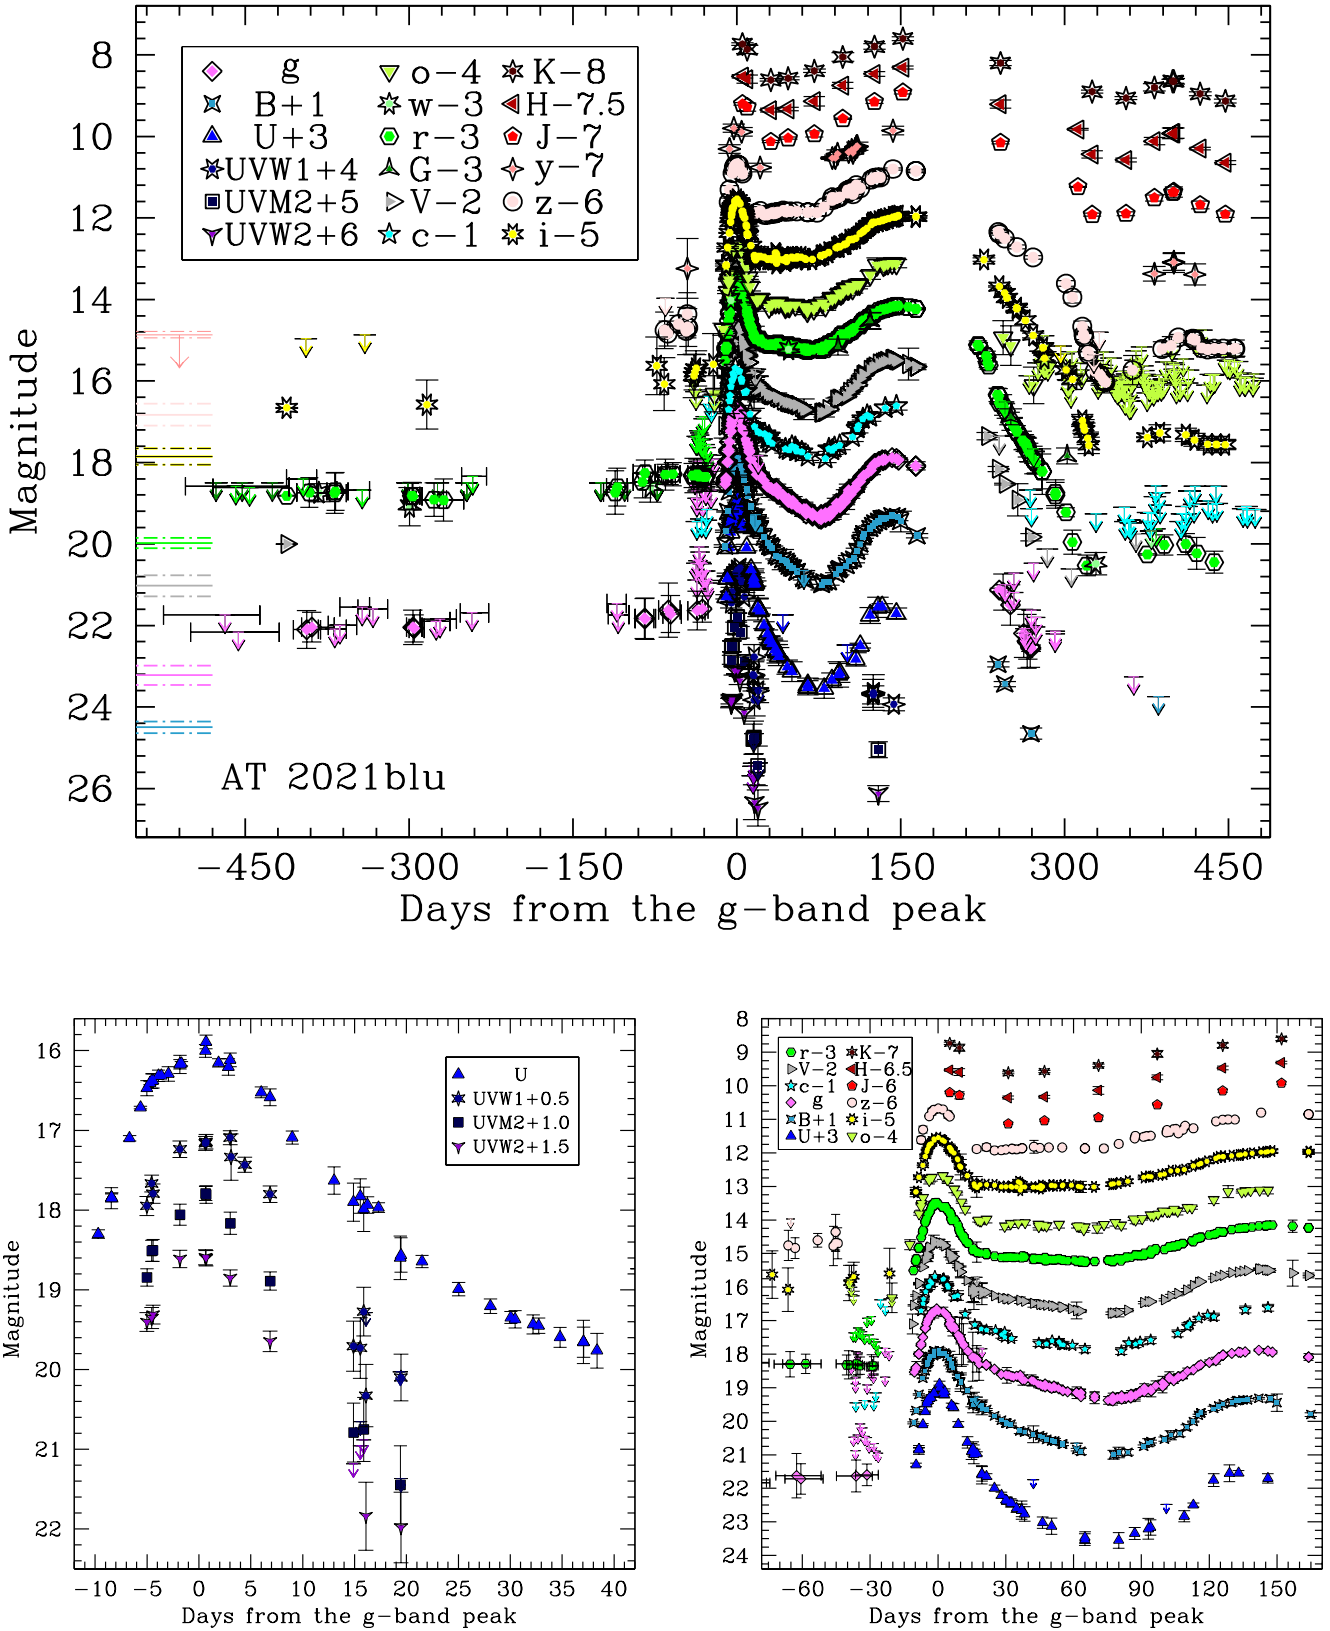 8
10
12
14
16
18
20
22
24
26
Magnitude
g
B+1
U+3
UVW1+4
UVM2+5
UVW2+6
o−4
w−3
r−3
G−3
V−2
c−1
K−8
H−7.5
J−7
y−7
z−6
i−5
AT 2021blu
−450 −300 −150 0 150 300 450
Days from the g−band peak
16
17
18
19
20
21
22
Magnitude
U
UVW1+0.5
UVM2+1.0
UVW2+1.5
−10 −5 0 5 10 15 20 25 30 35 40
Days from the g−band peak
8
9
10
11
12
13
14
15
16
17
18
19
20
21
22
23
24
Magnitude
r−3 K−7
V−2 H−6.5
c−1 J−6
g z−6
B+1 i−5
U+3 o−4
−60 −30 0 30 60 90 120 150
Days from the g−band peak